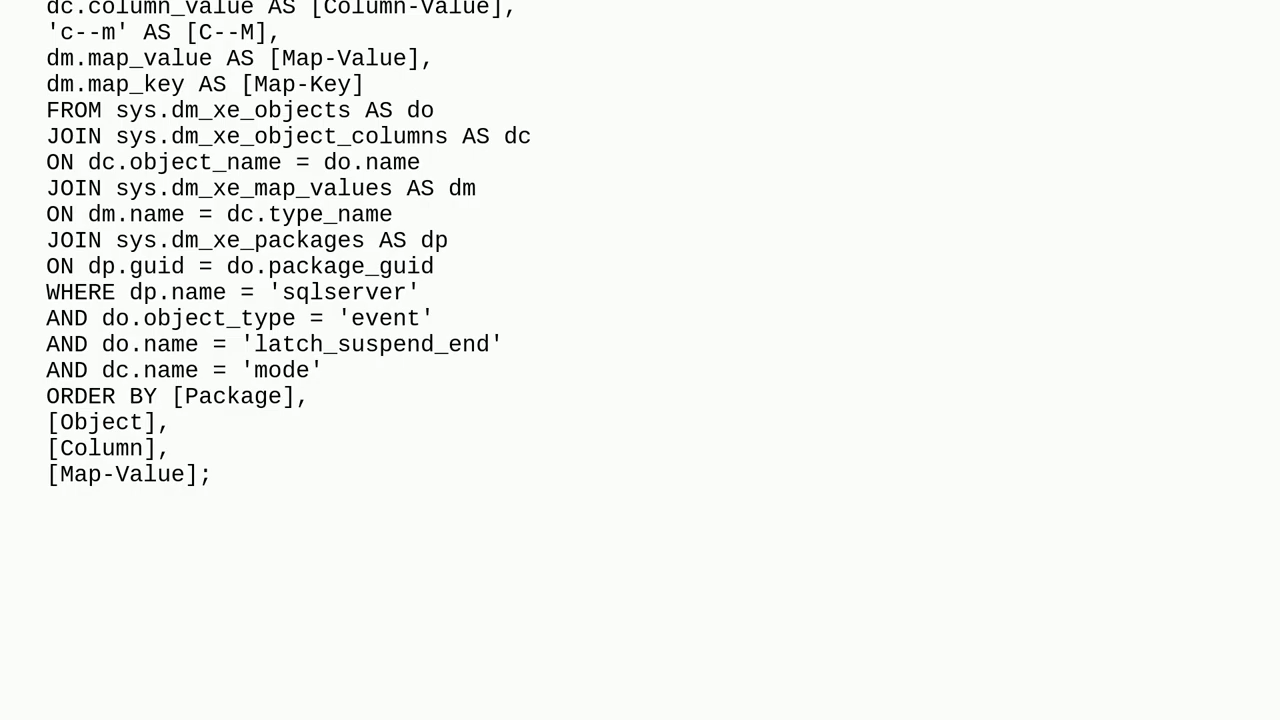 dc.column_value AS [Column-Value],
'c--m' AS [C--M],
dm.map_value AS [Map-Value],
dm.map_key AS [Map-Key]
FROM sys.dm_xe_objects AS do
JOIN sys.dm_xe_object_columns AS dc
ON dc.object_name = do.name
JOIN sys.dm_xe_map_values AS dm
ON dm.name = dc.type_name
JOIN sys.dm_xe_packages AS dp
ON dp.guid = do.package_guid
WHERE dp.name = 'sqlserver'
AND do.object_type = 'event'
AND do.name = 'latch_suspend_end'
AND dc.name = 'mode'
ORDER BY [Package],
[Object],
[Column],
[Map-Value];